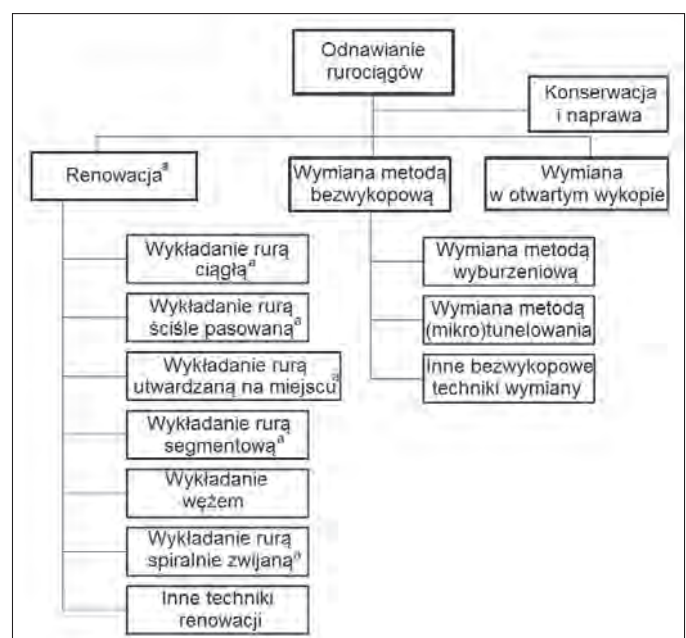 Odnawianie
rurociągów
Konserwacja
i naprawa
Renowacja a
Wymiana metodą
bezwykopową
Wymiana
w otwartym wykopie
Wykładanie rurą
ciągłą a
Wykładanie rurą
ściśle pasowaną a
Wykładanie rurą
utwardzaną na miejscu a
Wykładanie rurą
segmentową a
Wykładanie
wężem
Wykładanie rurą
spiralnie zwijaną a
Inne techniki
renowacji
Wymiana metodą
wyburzeniową
Wymiana metodą
(mikro)tunelowania
Inne bezwykopowe
techniki wymiany